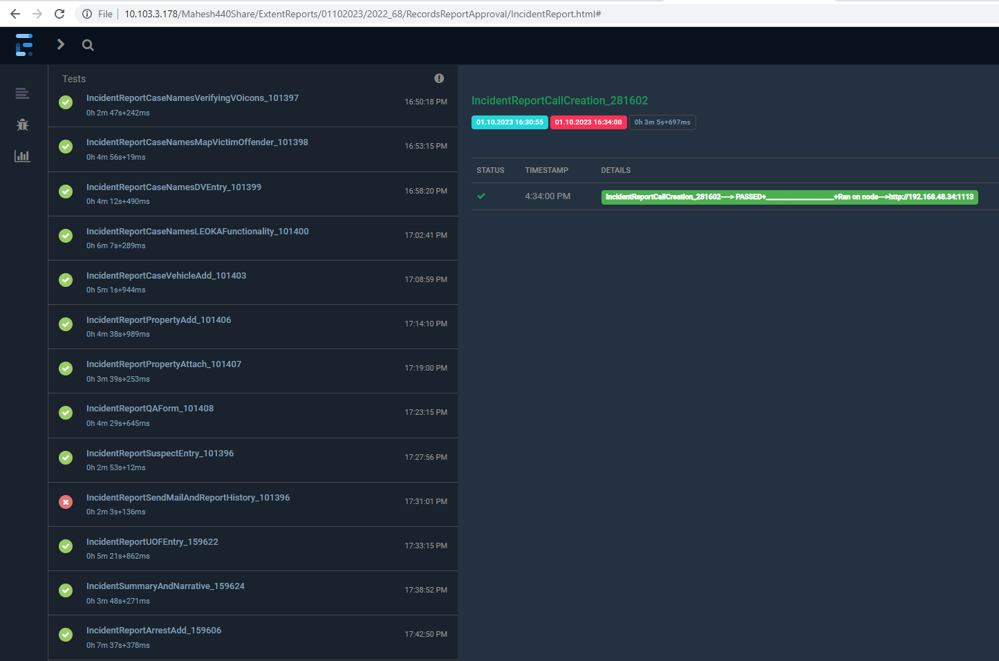 File 10.103.3.178/Mahesh440Share/ExtentReports/01102023/2022_68/RecordsReportApproval/IncidentReport.html#
Tests
IncidentReportCaseNamesVerifyingVOicons_101397 16:50:18 PM
0h 2m 47s+242ms
IncidentReportCaseNamesMapVictimOffender_101398 16:53:15 PM
0h 4m 56s+19ms
IncidentReportCaseNamesDVEntry_101399 16:58:20 PM
0h 4m 12s+490ms
IncidentReportCaseNamesLEOKAFunctionality_101400 17:02:41 PM
0h 6m 7s+289ms
IncidentReportCaseVehicleAdd_101403 17:08:59 PM
0h 5m 1s+944ms
IncidentReportPropertyAdd_101406 17:14:10 PM
0h 4m 38s+989ms
IncidentReportPropertyAttach_101407 17:19:00 PM
0h 3m 39s+253ms
IncidentReportQAForm_101408 17:23:15 PM
0h 4m 29s+645ms
IncidentReportSuspectEntry_101396 17:27:56 PM
0h 2m 53s+12ms
IncidentReportSendMailAndReportHistory_101396 17:31:01 PM
0h 2m 3s+136ms
IncidentReportUOFEntry_159622 17:33:15 PM
0h 5m 21s+862ms
IncidentSummaryAndNarrative_159624 17:38:52 PM
0h 3m 48s+271ms
IncidentReportArrestAdd_159606 17:42:50 PM
0h 7m 37s+378ms
IncidentReportCallCreation_281602
01.10.2023 16:30:55 01.10.2023 16:34:00 0h 3m 5s+697ms
STATUS TIMESTAMP DETAILS
4:34:00 PM IncidentReportCallCreation_281602---> PASSED+____________________+Ran on node--->http://192.168.48.34:1113